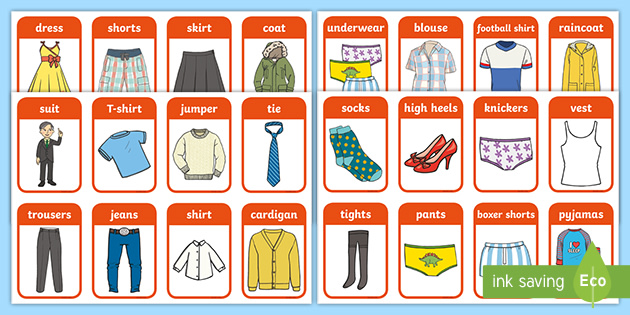 dress
shorts
skirt
coat
underwear
blouse
football shirt
raincoat
suit
T-shirt
jumper
tie
socks
high heels
knickers
vest
trousers
jeans
shirt
cardigan
tights
pants
boxer shorts
pyjamas
I ♥
ink saving
Eco